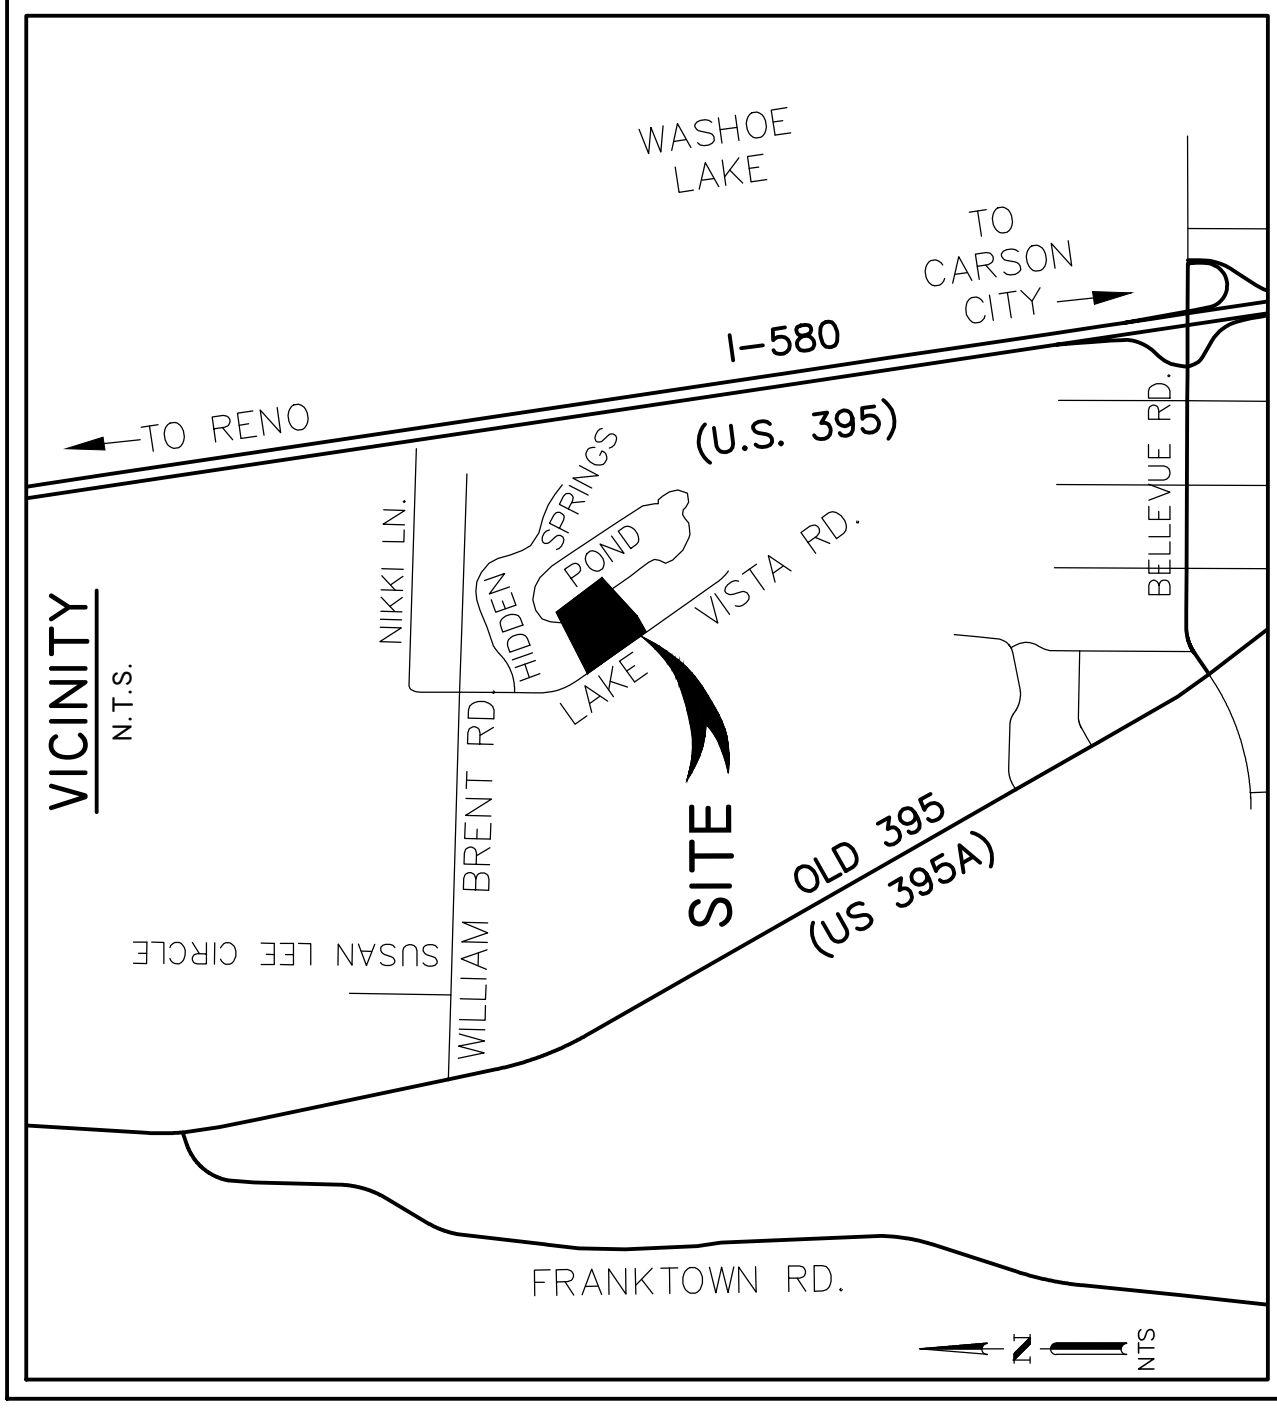 VICINITY
N.T.S.
WASHOE
LAKE
TO
CARSON
CITY
I-580
(U.S. 395)
TO RENO
NIKKI LN.
HIDDEN
SPRINGS
POND
LAKE
VISTA RD.
BELLEVUE RD.
WILLIAM BRENT RD.
SUSAN LEE CIRCLE
SITE
OLD 395
(US 395A)
FRANKTOWN RD.
N
NTS